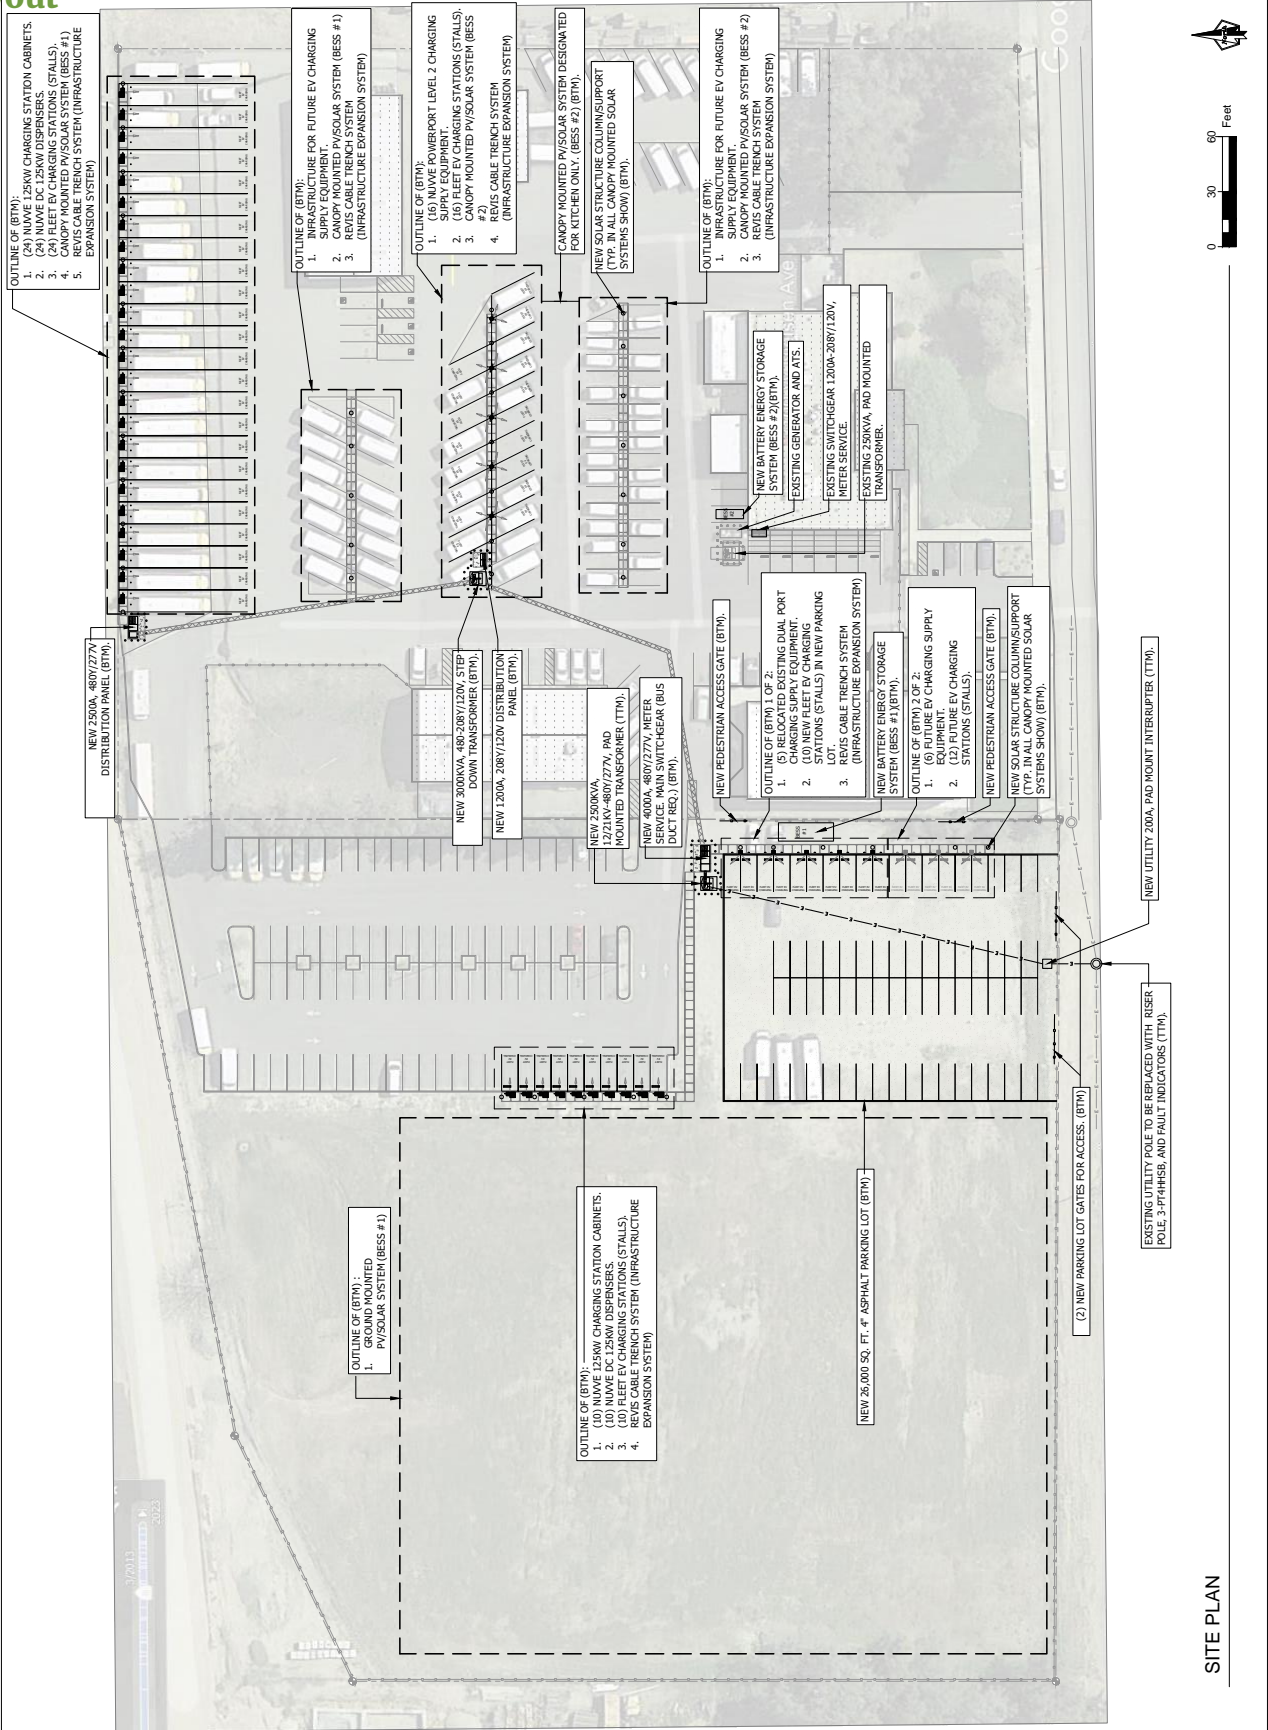 out
OUTLINE OF (BTM):
1. (24) NUVVE 125KW CHARGING STATION CABINETS.
2. (24) NUVVE DC 125KW DISPENSERS.
3. (24) FLEET EV CHARGING STATIONS (STALLS).
4. CANOPY MOUNTED PV/SOLAR SYSTEM (BESS #1)
5. REVIS CABLE TRENCH SYSTEM (INFRASTRUCTURE
EXPANSION SYSTEM)
OUTLINE OF (BTM):
1. INFRASTRUCTURE FOR FUTURE EV CHARGING
SUPPLY EQUIPMENT.
2. CANOPY MOUNTED PV/SOLAR SYSTEM (BESS #1)
3. REVIS CABLE TRENCH SYSTEM
(INFRASTRUCTURE EXPANSION SYSTEM)
OUTLINE OF (BTM):
1. (16) NUVVE POWERPORT LEVEL 2 CHARGING
SUPPLY EQUIPMENT.
2. (16) FLEET EV CHARGING STATIONS (STALLS).
3. CANOPY MOUNTED PV/SOLAR SYSTEM (BESS
#2)
4. REVIS CABLE TRENCH SYSTEM
(INFRASTRUCTURE EXPANSION SYSTEM)
CANOPY MOUNTED PV/SOLAR SYSTEM DESIGNATED
FOR KITCHEN ONLY. (BESS #2) (BTM).
NEW SOLAR STRUCTURE COLUMN/SUPPORT
(TYP. IN ALL CANOPY MOUNTED SOLAR
SYSTEMS SHOW) (BTM).
OUTLINE OF (BTM):
1. INFRASTRUCTURE FOR FUTURE EV CHARGING
SUPPLY EQUIPMENT.
2. CANOPY MOUNTED PV/SOLAR SYSTEM (BESS #2)
3. REVIS CABLE TRENCH SYSTEM
(INFRASTRUCTURE EXPANSION SYSTEM)
NEW BATTERY ENERGY STORAGE
SYSTEM (BESS #2)(BTM).
EXISTING GENERATOR AND ATS.
EXISTING SWITCHGEAR 1200A-208Y/120V,
METER SERVICE.
EXISTING 250KVA, PAD MOUNTED
TRANSFORMER.
BESS
#2
NEW 2500A, 480Y/277V
DISTRIBUTION PANEL (BTM).
NEW 3000KVA, 480-208Y/120V, STEP
DOWN TRANSFORMER (BTM).
NEW 1200A, 208Y/120V DISTRIBUTION
PANEL (BTM).
NEW 2500KVA,
12/21KV-480Y/277V, PAD
MOUNTED TRANSFORMER (TTM).
NEW 4000A, 480Y/277V, METER
SERVICE. MAIN SWITCHGEAR (BUS
DUCT REQ.) (BTM).
NEW PEDESTRIAN ACCESS GATE (BTM).
OUTLINE OF (BTM) 1 OF 2:
1. (5) RELOCATED EXISTING DUAL PORT
CHARGING SUPPLY EQUIPMENT.
2. (10) NEW FLEET EV CHARGING
STATIONS (STALLS) IN NEW PARKING
LOT.
3. REVIS CABLE TRENCH SYSTEM
(INFRASTRUCTURE EXPANSION SYSTEM)
NEW BATTERY ENERGY STORAGE
SYSTEM (BESS #1)(BTM).
OUTLINE OF (BTM) 2 OF 2:
1. (6) FUTURE EV CHARGING SUPPLY
EQUIPMENT.
2. (12) FUTURE EV CHARGING
STATIONS (STALLS).
NEW PEDESTRIAN ACCESS GATE (BTM).
NEW SOLAR STRUCTURE COLUMN/SUPPORT
(TYP. IN ALL CANOPY MOUNTED SOLAR
SYSTEMS SHOW) (BTM).
BESS
#1
NEW UTILITY 200A, PAD MOUNT INTERRUPTER (TTM).
EXISTING UTILITY POLE TO BE REPLACED WITH RISER
POLE, 3-PT4HHSB, AND FAULT INDICATORS (TTM).
(2) NEW PARKING LOT GATES FOR ACCESS. (BTM)
NEW 26,000 SQ. FT. 4" ASPHALT PARKING LOT (BTM)
OUTLINE OF (BTM):
1. (10) NUVVE 125KW CHARGING STATION CABINETS.
2. (10) NUVVE DC 125KW DISPENSERS.
3. (10) FLEET EV CHARGING STATIONS (STALLS).
4. REVIS CABLE TRENCH SYSTEM (INFRASTRUCTURE
EXPANSION SYSTEM)
OUTLINE OF (BTM) :
1. GROUND MOUNTED
PV/SOLAR SYSTEM (BESS #1)
3/2013
2023
Goo
0 30 60
Feet
SITE PLAN